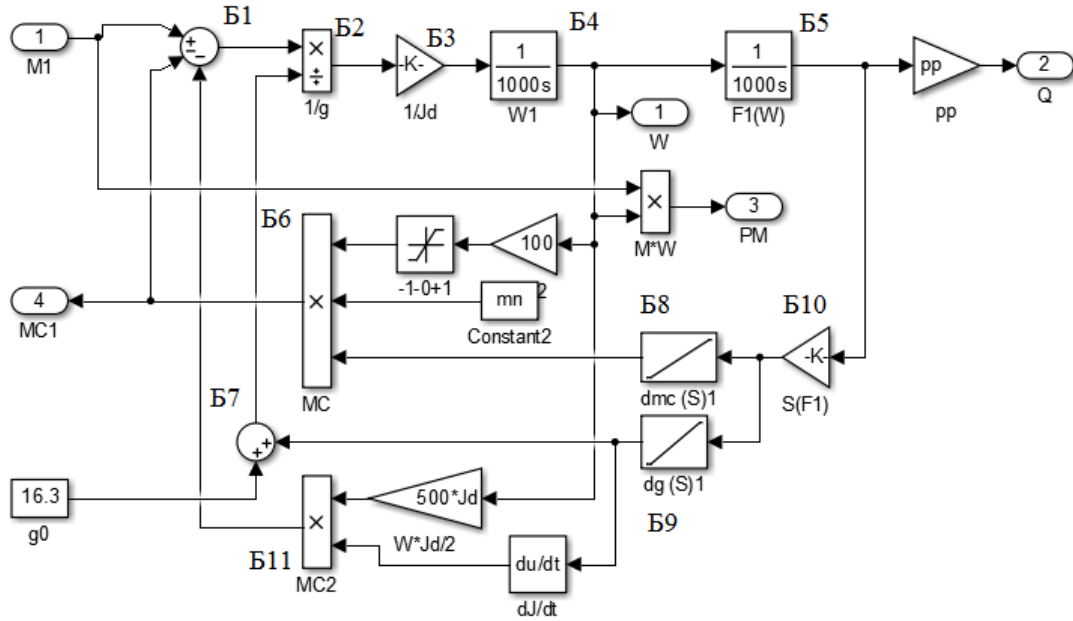 Б1
Б2
Б3
Б4
Б5
1
M1
+
−
−
×
÷
1/g
-K-
1/Jd
1
1000s
W1
1
1000s
F1(W)
pp
pp
2
Q
1
W
×
M*W
3
PM
Б6
-1-0+1
100
mn
2
Constant2
4
MC1
×
MC
Б8
dmc (S)1
Б10
-K-
S(F1)
Б7
+
+
dg (S)1
Б9
16.3
g0
500*Jd
W*Jd/2
Б11
×
MC2
du/dt
dJ/dt